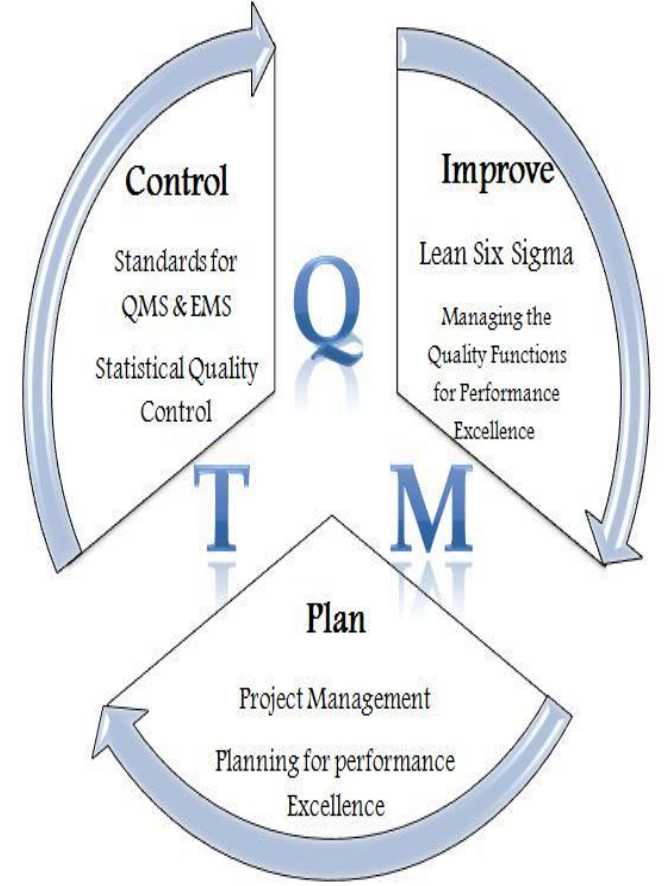 Control
Standards for
QMS & EMS
Statistical Quality
Control
Improve
Lean Six Sigma
Managing the
Quality Functions
for Performance
Excellence
Q
T M
Plan
Project Management
Planning for performance
Excellence